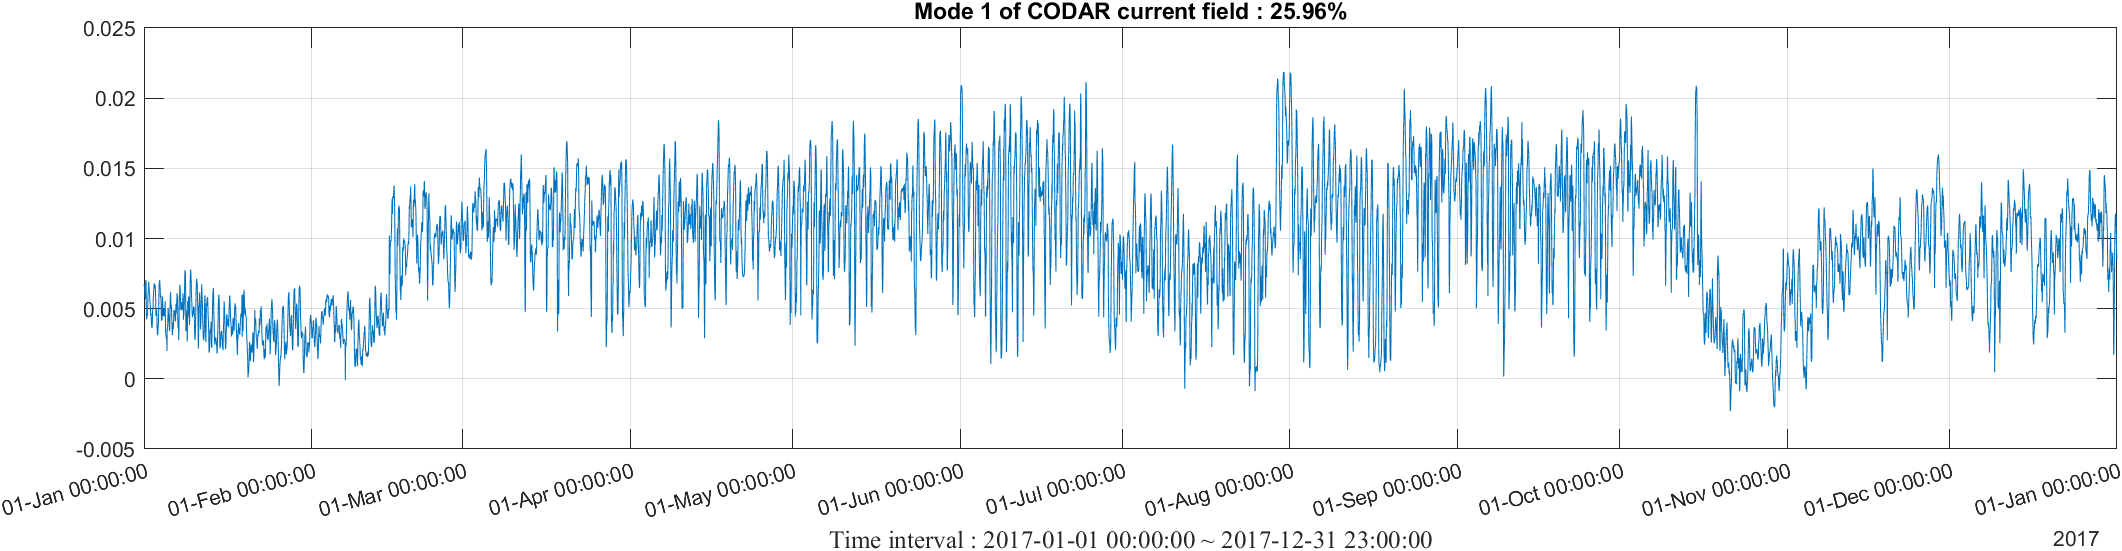 Mode 1 of CODAR current field : 25.96%
0.025
0.02
0.015
0.01
0.005
0
-0.005
01-Jan 00:00:00
01-Feb 00:00:00
01-Mar 00:00:00
01-Apr 00:00:00
01-May 00:00:00
01-Jun 00:00:00
01-Jul 00:00:00
01-Aug 00:00:00
01-Sep 00:00:00
01-Oct 00:00:00
01-Nov 00:00:00
01-Dec 00:00:00
01-Jan 00:00:00
Time interval : 2017-01-01 00:00:00 ~ 2017-12-31 23:00:00
2017